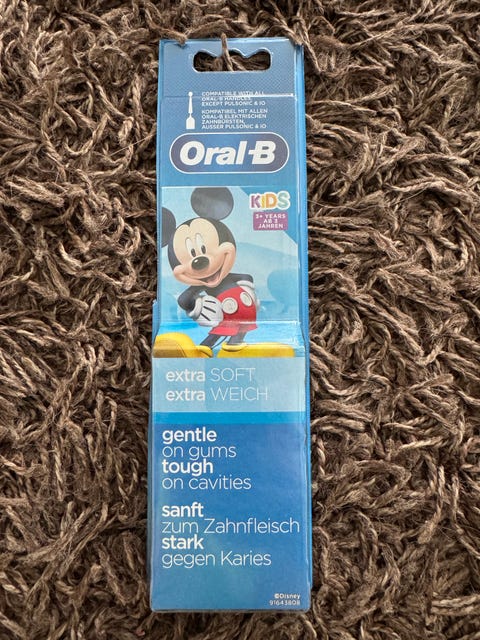 COMPATIBLE WITH ALL
ORAL-B HANDLES
EXCEPT PULSONIC & IO
KOMPATIBEL MIT ALLEN
ORAL-B ELEKTRISCHEN
ZAHNBÜRSTEN,
AUSSER PULSONIC & IO
Oral-B
KIDS
3+ YEARS
AB 3
JAHREN
extra SOFT
extra WEICH
gentle
on gums
tough
on cavities
sanft
zum Zahnfleisch
stark
gegen Karies
©Disney
91643808